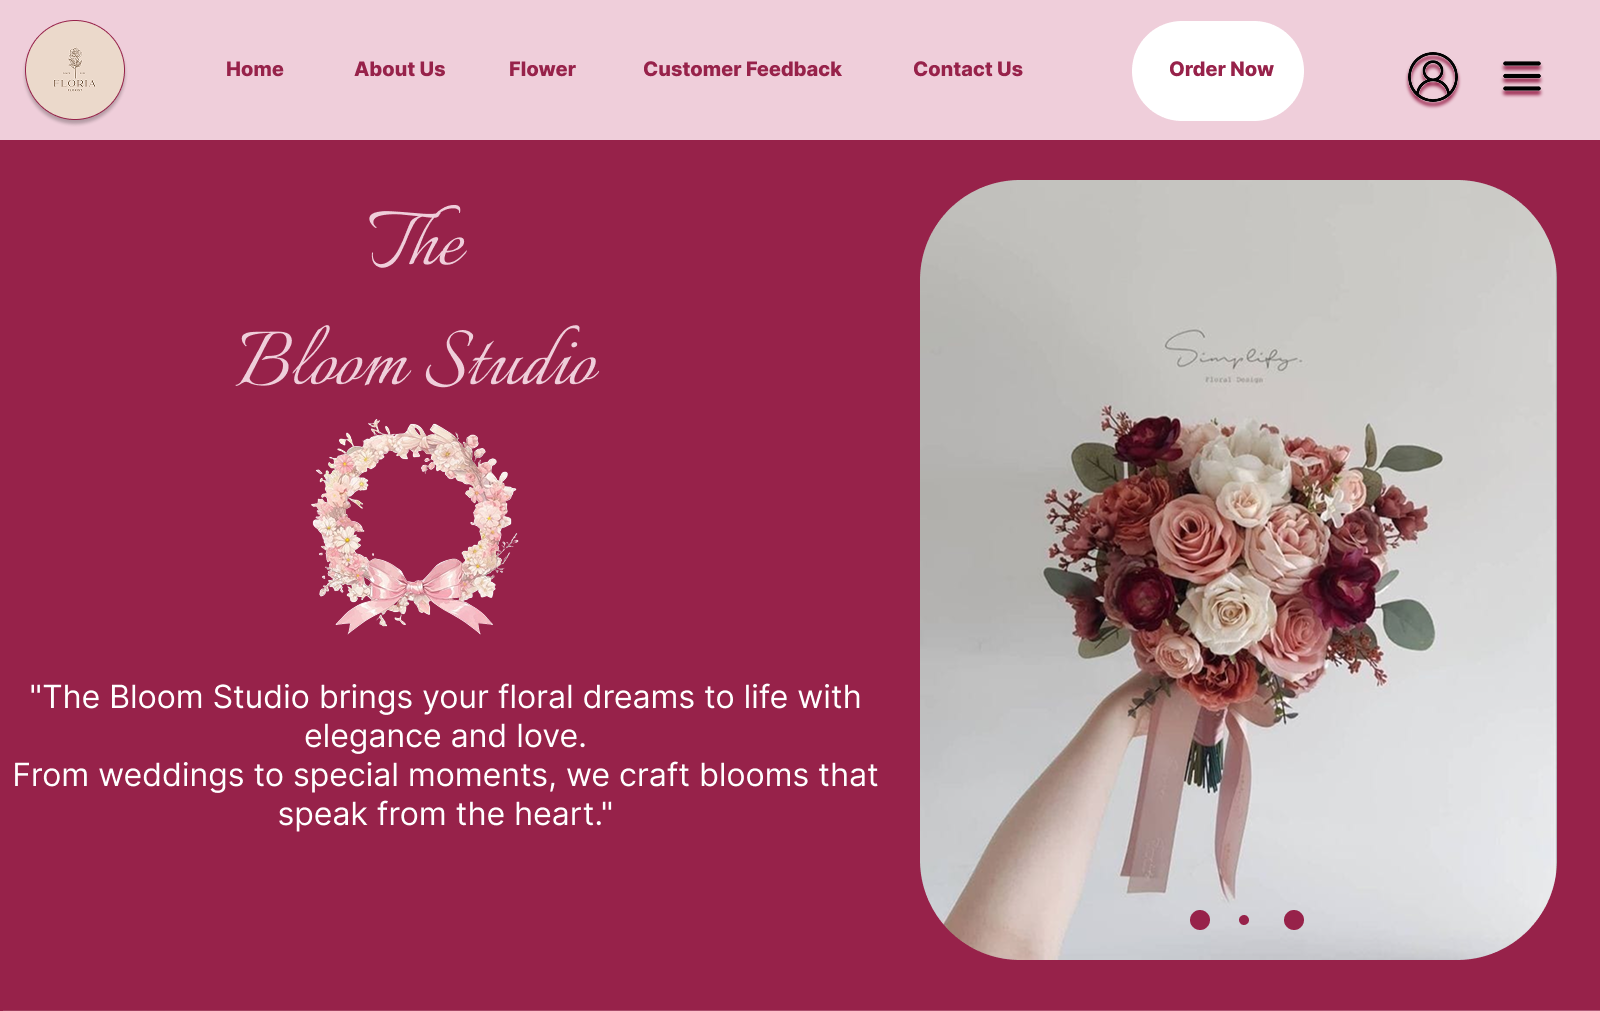 FLORIA
Home
About Us
Flower
Customer Feedback
Contact Us
Order Now
The
Bloom Studio
"The Bloom Studio brings your floral dreams to life with
elegance and love.
From weddings to special moments, we craft blooms that
speak from the heart."
Simplify.
Floral Design